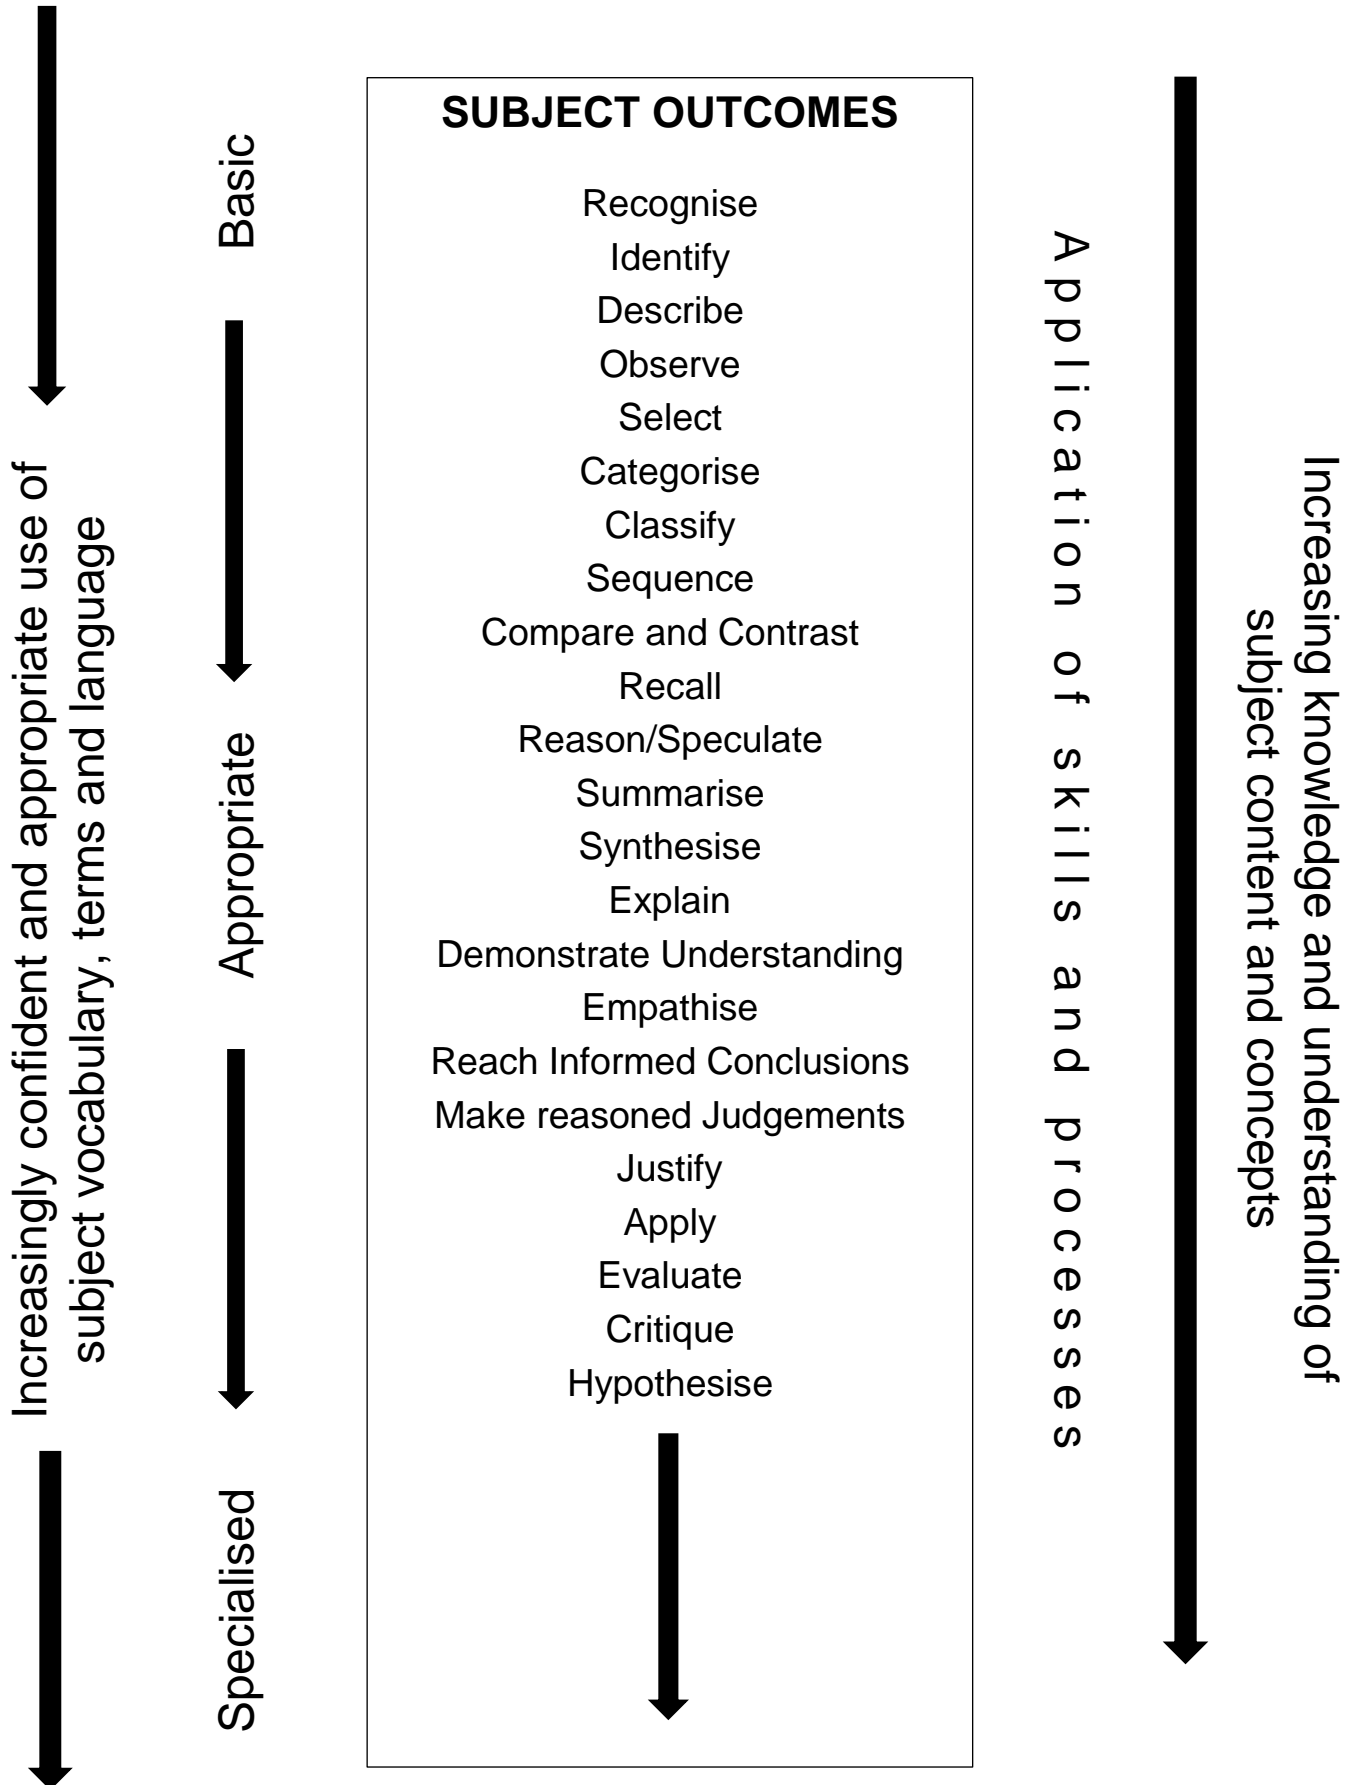 Increasingly confident and appropriate use of
subject vocabulary, terms and language
Basic
Appropriate
Specialised
SUBJECT OUTCOMES
Recognise
Identify
Describe
Observe
Select
Categorise
Classify
Sequence
Compare and Contrast
Recall
Reason/Speculate
Summarise
Synthesise
Explain
Demonstrate Understanding
Empathise
Reach Informed Conclusions
Make reasoned Judgements
Justify
Apply
Evaluate
Critique
Hypothesise
Application of skills and processes
Increasing knowledge and understanding of
subject content and concepts